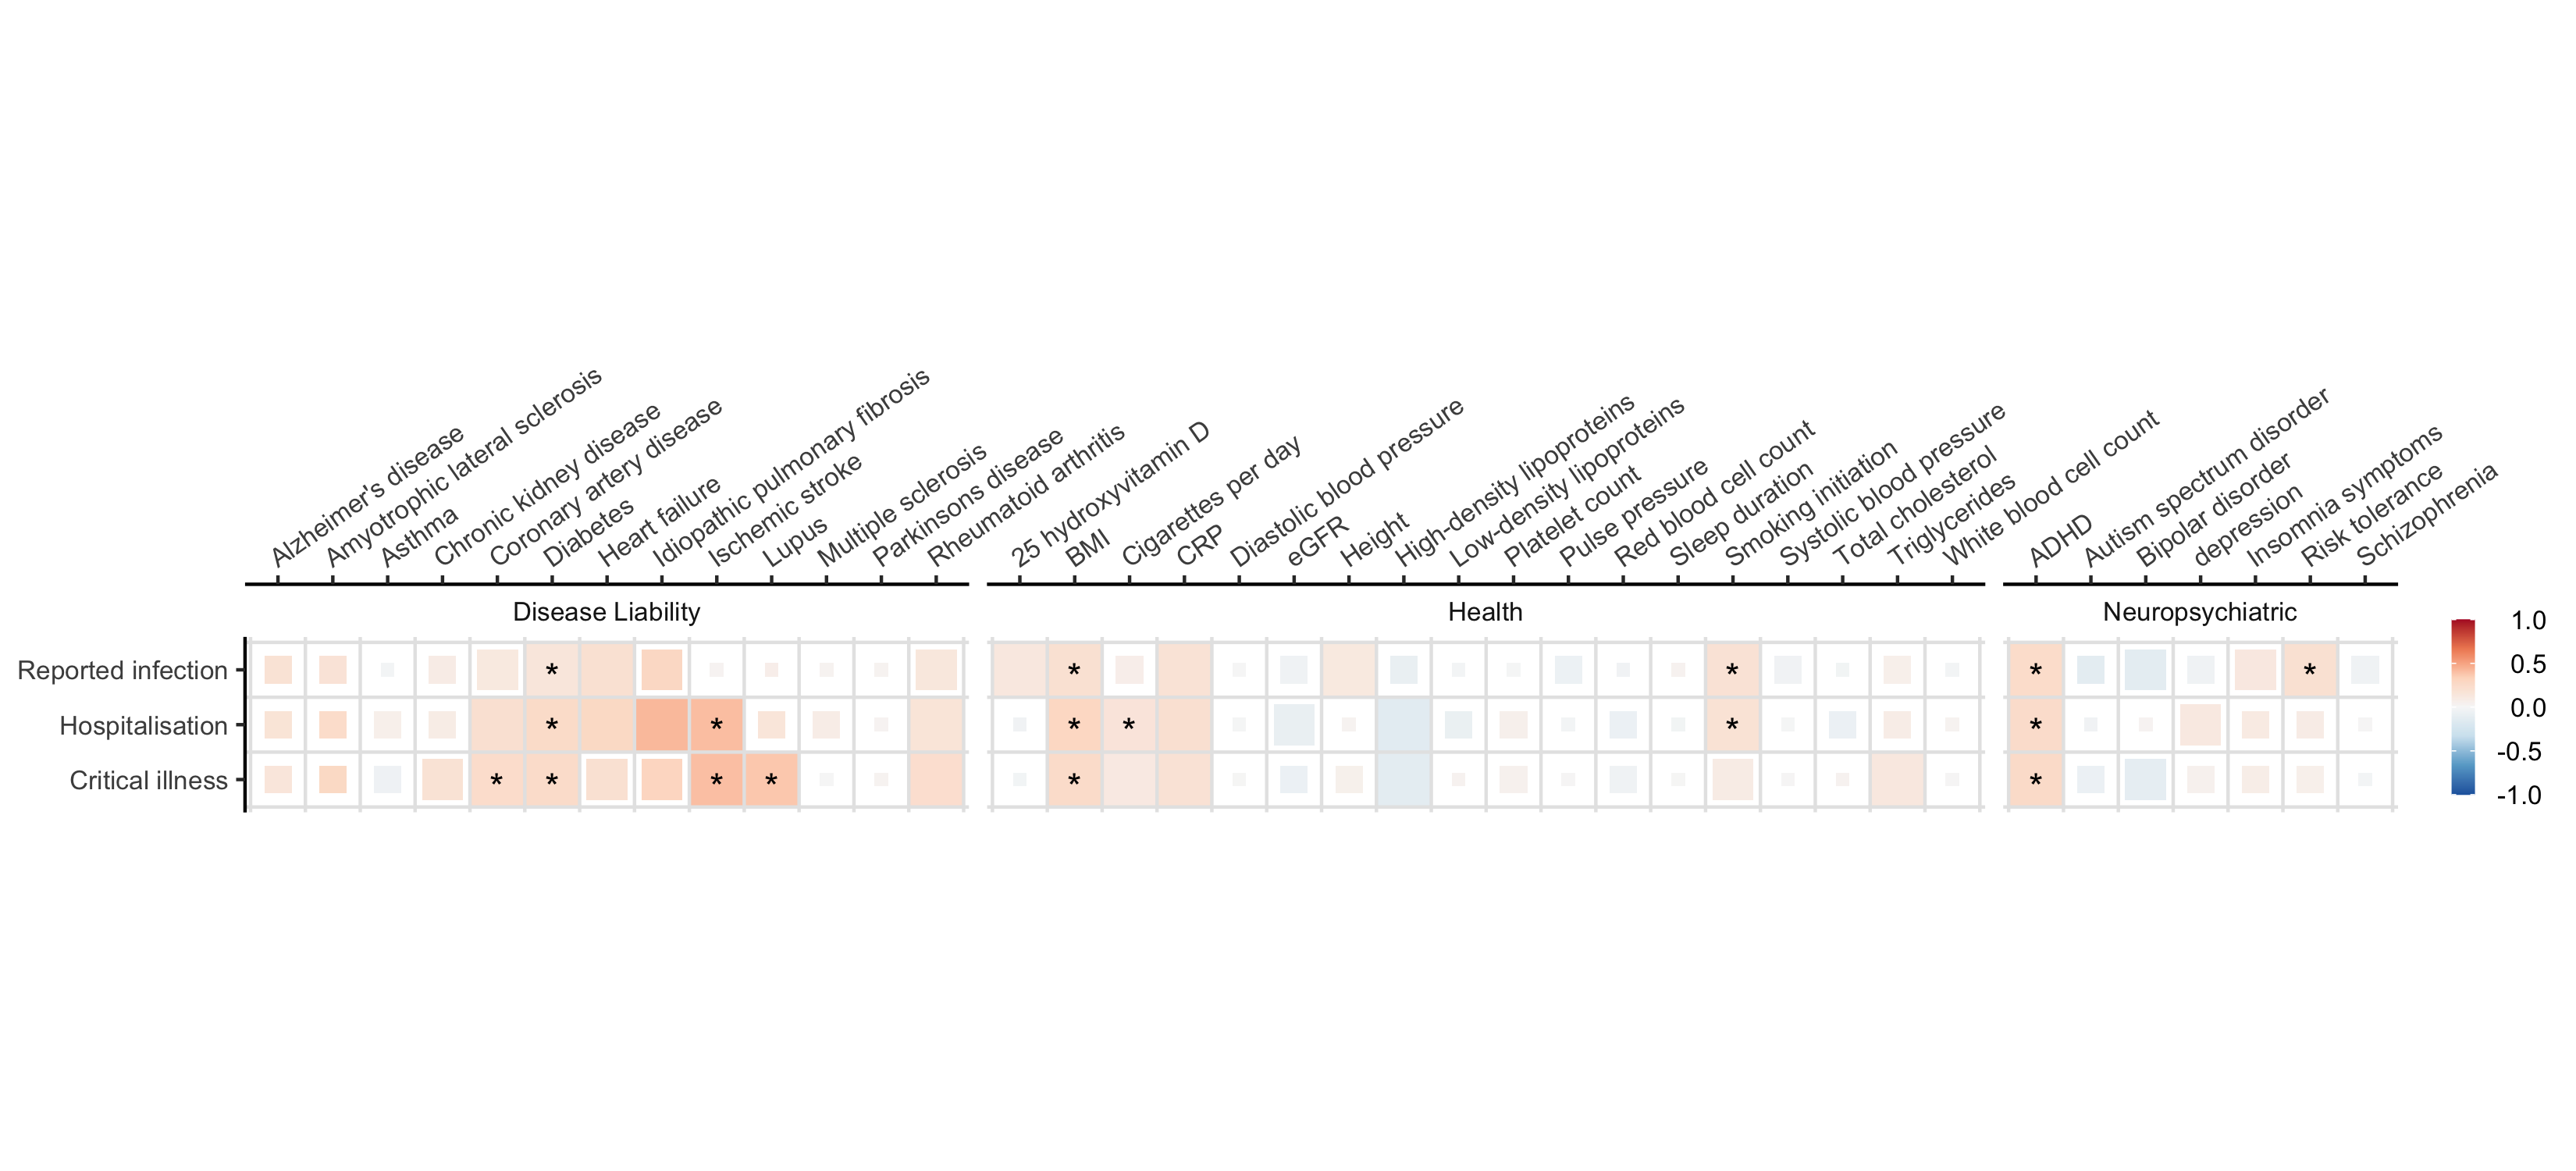 Alzheimer's disease
Amyotrophic lateral sclerosis
Asthma
Chronic kidney disease
Coronary artery disease
Diabetes
Heart failure
Idiopathic pulmonary fibrosis
Ischemic stroke
Lupus
Multiple sclerosis
Parkinsons disease
Rheumatoid arthritis
25 hydroxyvitamin D
BMI
Cigarettes per day
CRP
Diastolic blood pressure
eGFR
Height
High-density lipoproteins
Low-density lipoproteins
Platelet count
Pulse pressure
Red blood cell count
Sleep duration
Smoking initiation
Systolic blood pressure
Total cholesterol
Triglycerides
White blood cell count
ADHD
Autism spectrum disorder
Bipolar disorder
depression
Insomnia symptoms
Risk tolerance
Schizophrenia
Disease Liability
Health
Neuropsychiatric
Reported infection * * * * *
Hospitalisation * * * * * *
Critical illness * * * * * *
1.0
0.5
0.0
-0.5
-1.0